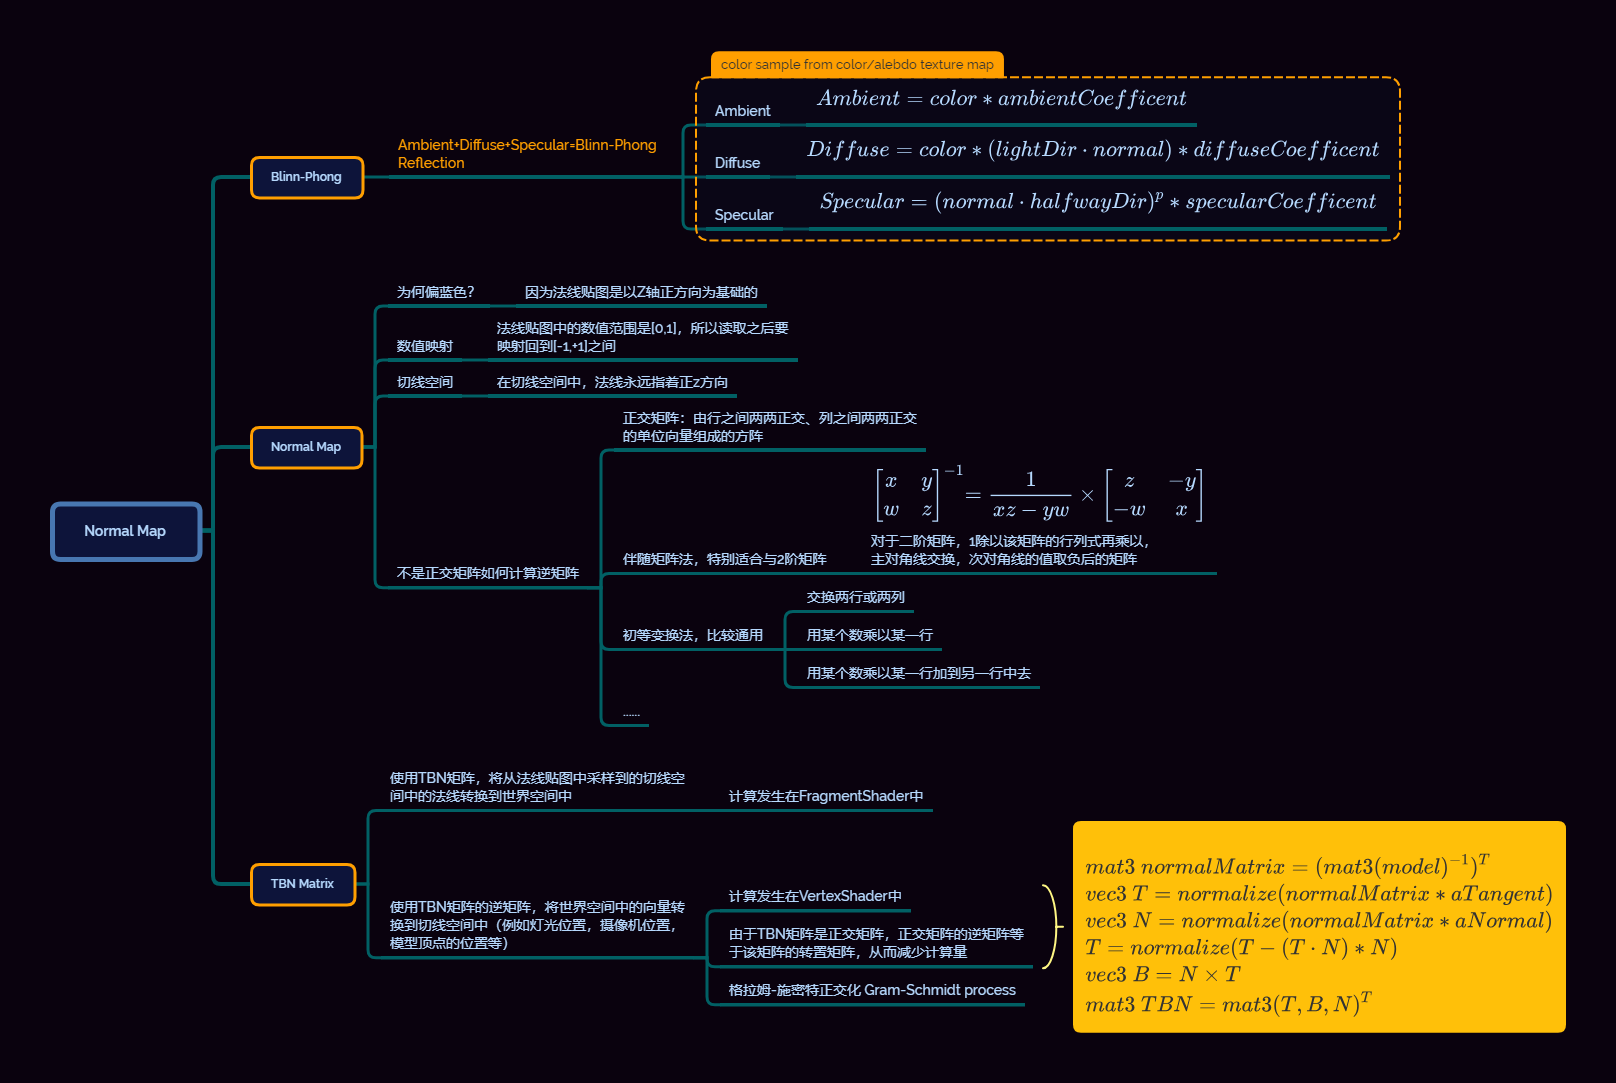 color sample from color/alebdo texture map
Ambient
Ambient = color ∗ ambientCoefficent
Ambient+Diffuse+Specular=Blinn-Phong
Reflection
Diffuse
Diffuse = color ∗ (lightDir · normal) ∗ diffuseCoefficent
Blinn-Phong
Specular
Specular = (normal · halfwayDir)^p ∗ specularCoefficent
为何偏蓝色?
因为法线贴图是以Z轴正方向为基础的
数值映射
法线贴图中的数值范围是[0,1]，所以读取之后要
映射回到[-1,+1]之间
切线空间
在切线空间中，法线永远指着正z方向
Normal Map
正交矩阵：由行之间两两正交、列之间两两正交
的单位向量组成的方阵
Normal Map
不是正交矩阵如何计算逆矩阵
伴随矩阵法，特别适合与2阶矩阵
[x y; w z]^−1 = 1/(xz − yw) × [z −y; −w x]
对于二阶矩阵，1除以该矩阵的行列式再乘以，
主对角线交换，次对角线的值取负后的矩阵
初等变换法，比较通用
交换两行或两列
用某个数乘以某一行
用某个数乘以某一行加到另一行中去
......
使用TBN矩阵，将从法线贴图中采样到的切线空
间中的法线转换到世界空间中
计算发生在FragmentShader中
TBN Matrix
使用TBN矩阵的逆矩阵，将世界空间中的向量转
换到切线空间中（例如灯光位置，摄像机位置，
模型顶点的位置等）
计算发生在VertexShader中
由于TBN矩阵是正交矩阵，正交矩阵的逆矩阵等
于该矩阵的转置矩阵，从而减少计算量
格拉姆-施密特正交化 Gram-Schmidt process
mat3 normalMatrix = (mat3(model)^−1)^T
vec3 T = normalize(normalMatrix ∗ aTangent)
vec3 N = normalize(normalMatrix ∗ aNormal)
T = normalize(T − (T · N) ∗ N)
vec3 B = N × T
mat3 TBN = mat3(T, B, N)^T